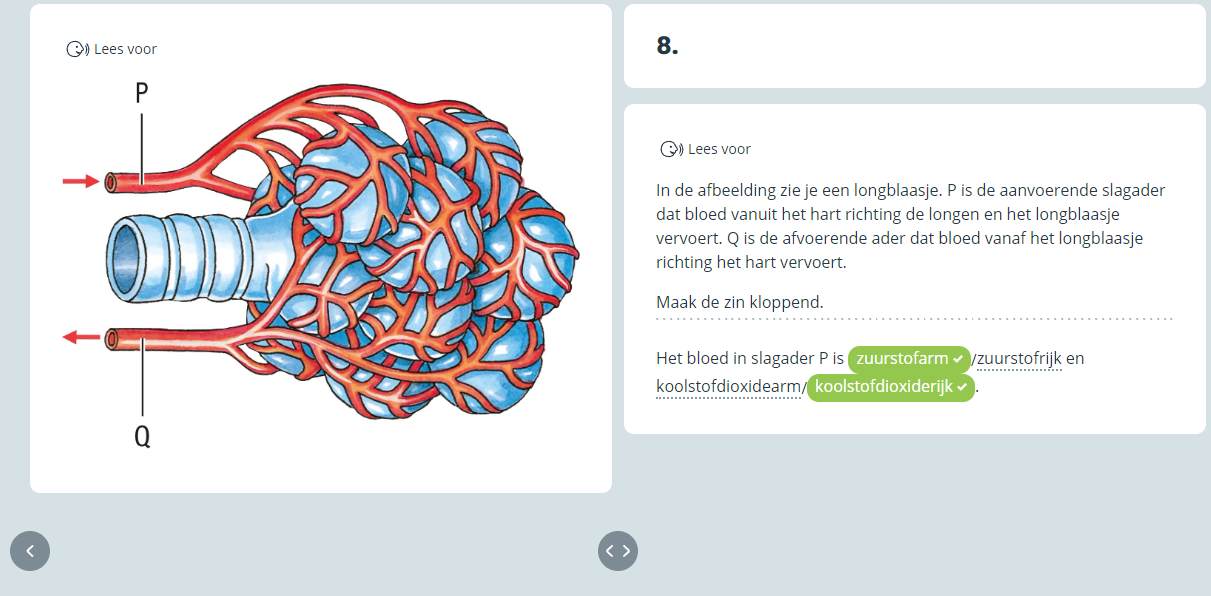 Lees voor
P
Q
8.
Lees voor
In de afbeelding zie je een longblaasje. P is de aanvoerende slagader
dat bloed vanuit het hart richting de longen en het longblaasje
vervoert. Q is de afvoerende ader dat bloed vanaf het longblaasje
richting het hart vervoert.
Maak de zin kloppend.
Het bloed in slagader P is zuurstofarm ✓/zuurstofrijk en
koolstofdioxidearm/koolstofdioxiderijk ✓.